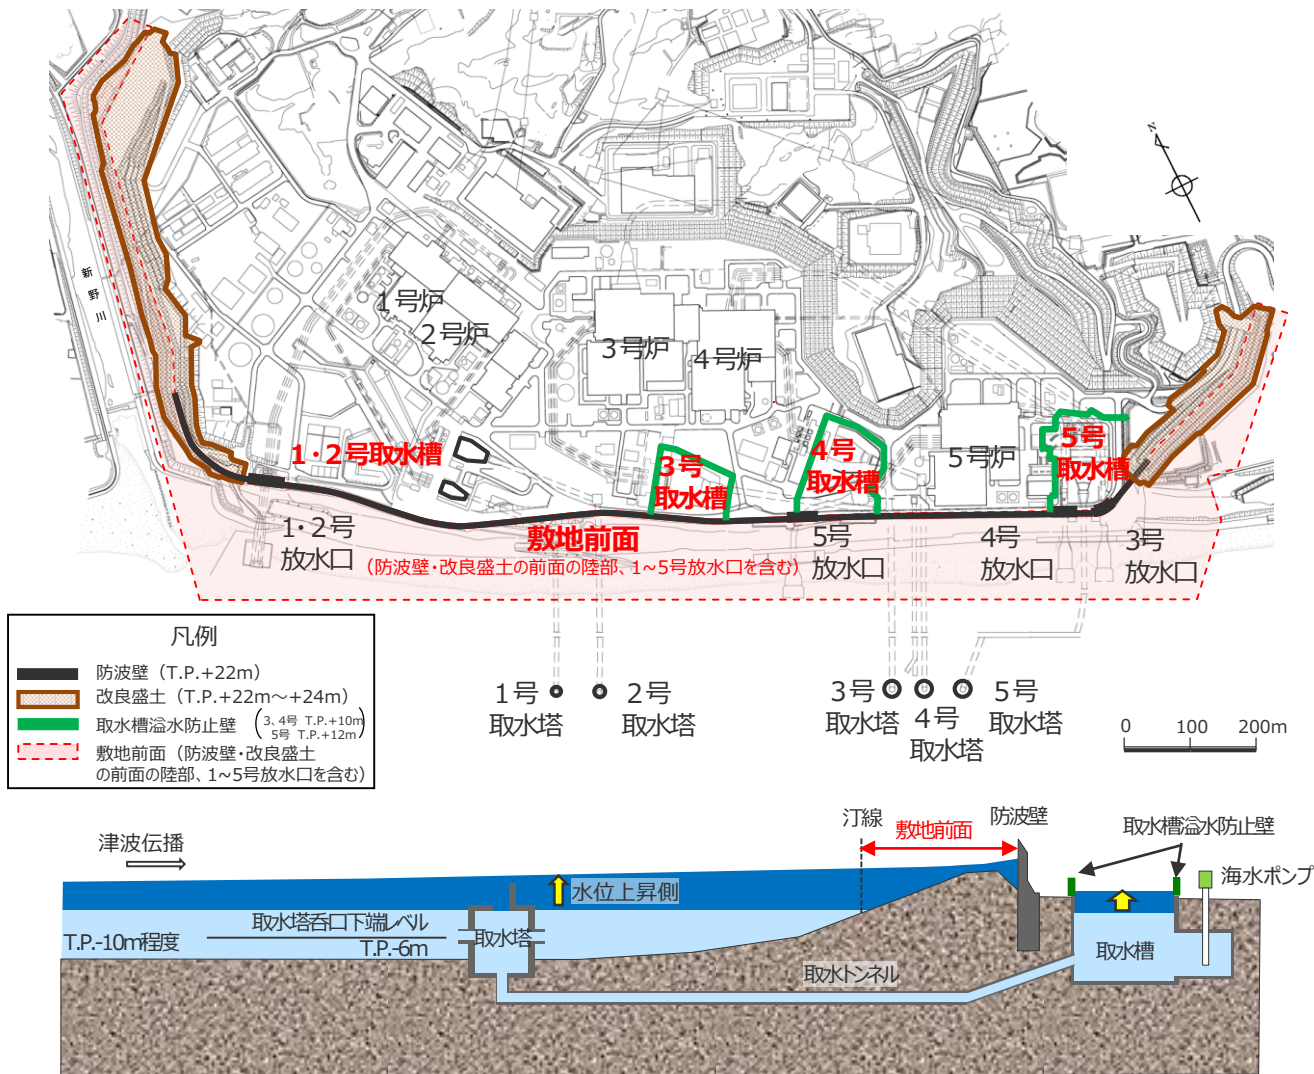 N
新野川
1号炉
2号炉
3号炉
4号炉
5号炉
1・2号取水槽
3号
取水槽
4号
取水槽
5号
取水槽
1・2号
放水口
敷地前面
(防波壁・改良盛土の前面の陸部、1~5号放水口を含む)
5号
放水口
4号
放水口
3号
放水口
1号
取水塔
2号
取水塔
3号
取水塔
4号
取水塔
5号
取水塔
0 100 200m
凡例
防波壁(T.P.+22m)
改良盛土(T.P.+22m～+24m)
取水槽溢水防止壁 (3、4号 T.P.+10m
5号 T.P.+12m)
敷地前面(防波壁・改良盛土
の前面の陸部、1~5号放水口を含む)
津波伝播
汀線
敷地前面
防波壁
取水槽溢水防止壁
海水ポンプ
水位上昇側
取水塔呑口下端レベル
T.P.-10m程度
T.P.-6m
取水塔
取水槽
取水トンネル